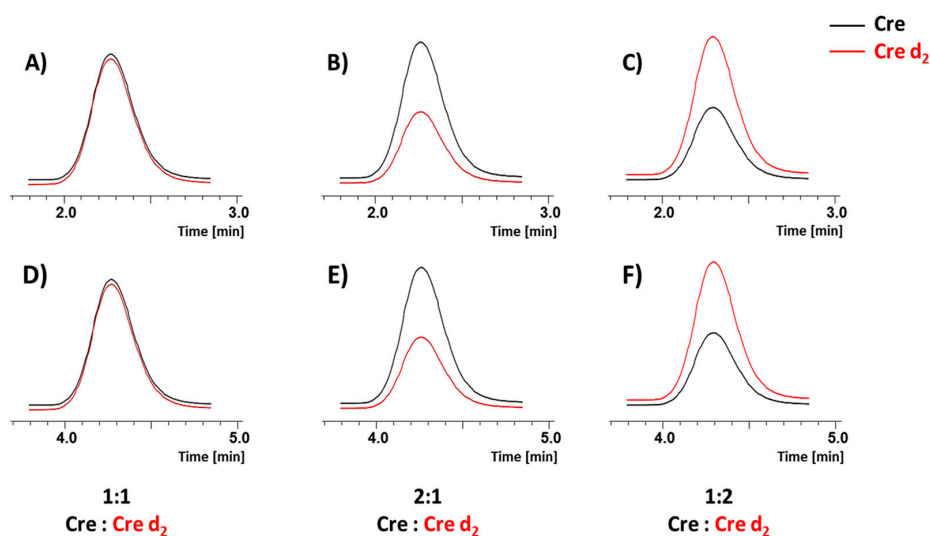 Cre
Cre d2
A)
B)
C)
2.0 3.0
Time [min]
2.0 3.0
Time [min]
2.0 3.0
Time [min]
D)
E)
F)
4.0 5.0
Time [min]
4.0 5.0
Time [min]
4.0 5.0
Time [min]
1:1
Cre : Cre d2
2:1
Cre : Cre d2
1:2
Cre : Cre d2